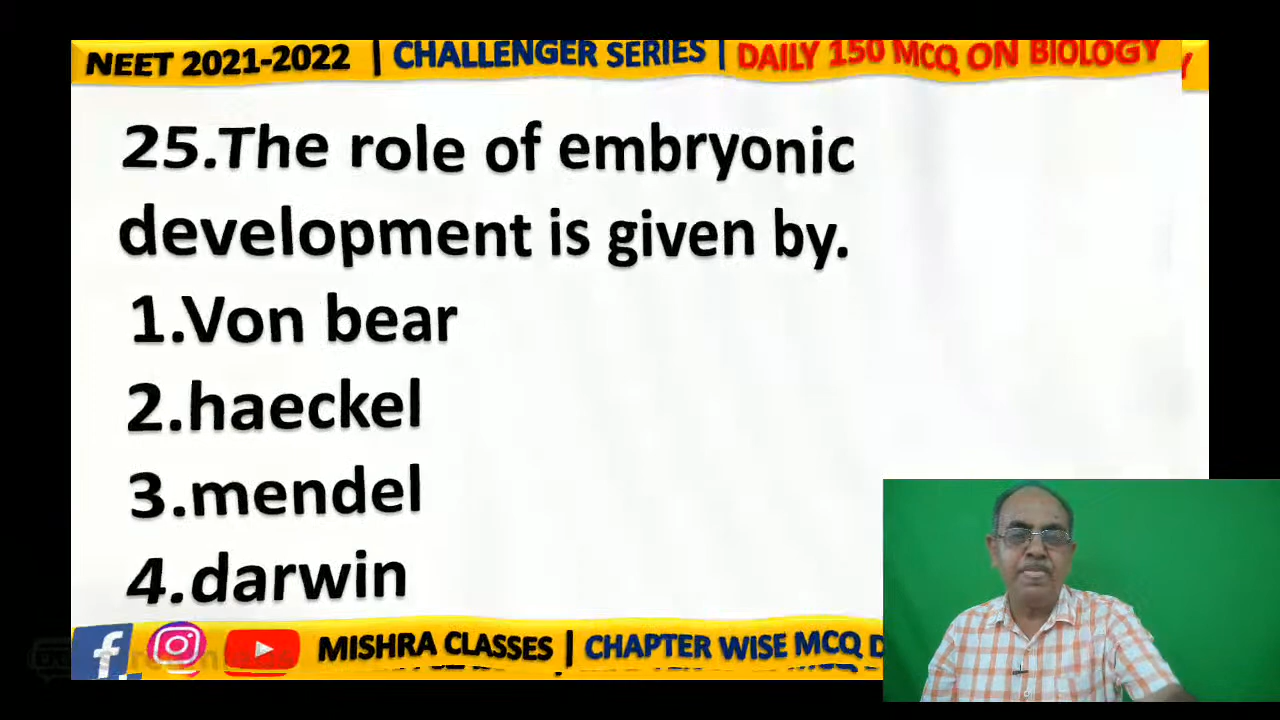 NEET 2021-2022 | CHALLENGER SERIES | DAILY 150 MCQ ON BIOLOGY
25.The role of embryonic
development is given by.
1.Von bear
2.haeckel
3.mendel
4.darwin
MISHRA CLASSES | CHAPTER WISE MCQ D